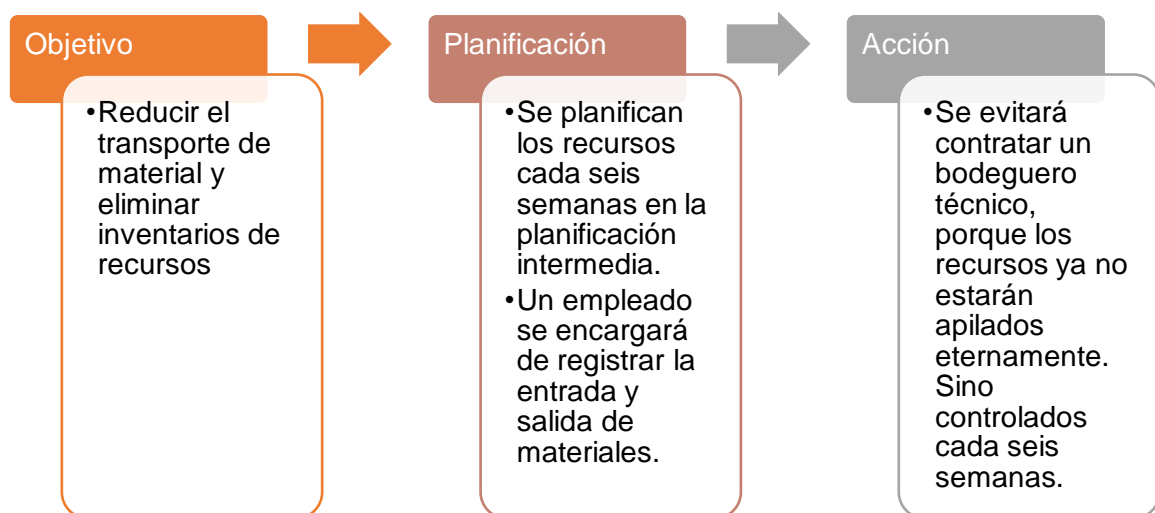 Objetivo
•Reducir el
transporte de
material y
eliminar
inventarios de
recursos
Planificación
•Se planifican
los recursos
cada seis
semanas en la
planificación
intermedia.
•Un empleado
se encargará
de registrar la
entrada y
salida de
materiales.
Acción
•Se evitará
contratar un
bodeguero
técnico,
porque los
recursos ya no
estarán
apilados
eternamente.
Sino
controlados
cada seis
semanas.